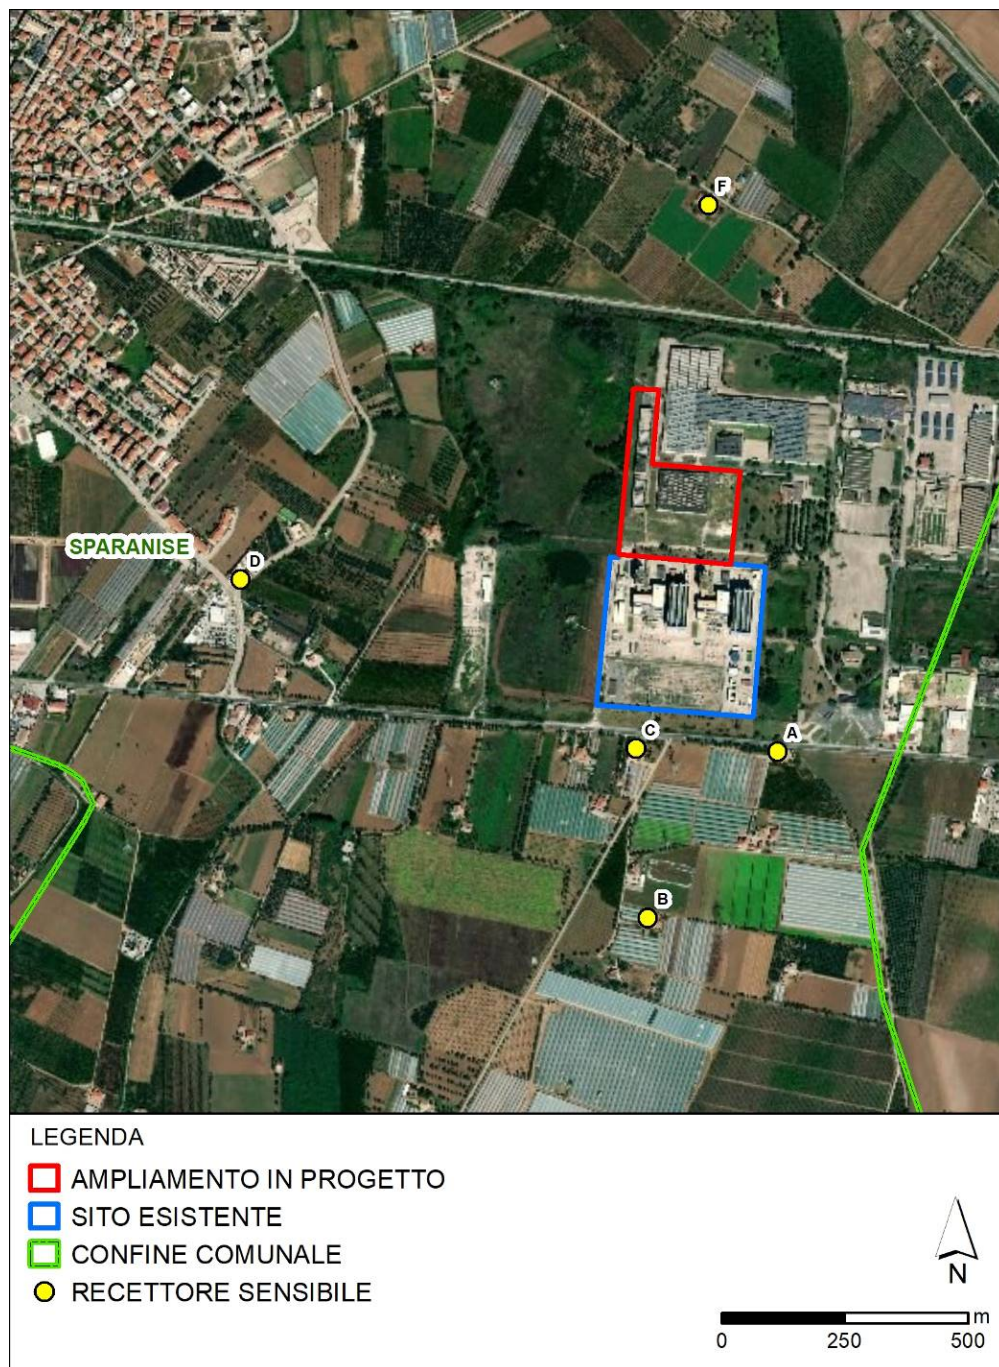 F
SPARANISE
D
C
A
B
LEGENDA
AMPLIAMENTO IN PROGETTO
SITO ESISTENTE
CONFINE COMUNALE
RECETTORE SENSIBILE
N
m
0 250 500